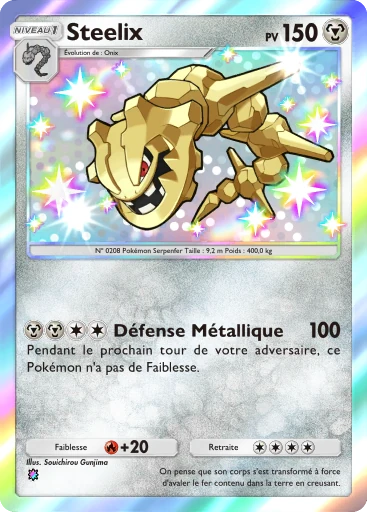 NIVEAU 1
Steelix
PV 150
Évolution de : Onix
N° 0208 Pokémon Serpenfer Taille : 9,2 m Poids : 400,0 kg
Défense Métallique 100
Pendant le prochain tour de votre adversaire, ce
Pokémon n'a pas de Faiblesse.
Faiblesse +20
Retraite
Illus. Souichirou Gunjima
On pense que son corps s'est transformé à force
d'avaler le fer contenu dans la terre en creusant.